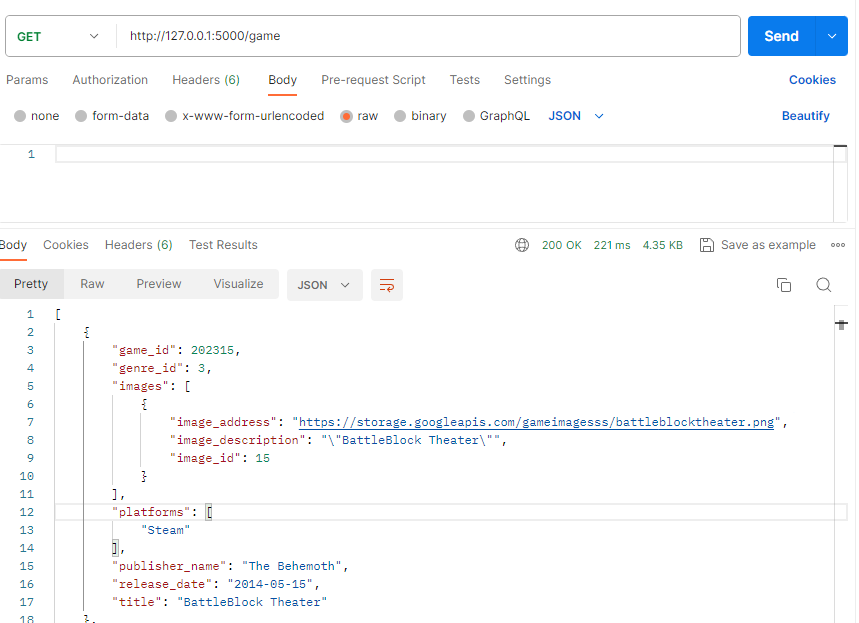 GET http://127.0.0.1:5000/game Send
Params Authorization Headers (6) Body Pre-request Script Tests Settings Cookies
none form-data x-www-form-urlencoded raw binary GraphQL JSON Beautify
1
Body Cookies Headers (6) Test Results 200 OK 221 ms 4.35 KB Save as example
Pretty Raw Preview Visualize JSON
1 [
2 {
3 "game_id": 202315,
4 "genre_id": 3,
5 "images": [
6 {
7 "image_address": "https://storage.googleapis.com/gameimagesss/battleblocktheater.png",
8 "image_description": "\"BattleBlock Theater\"",
9 "image_id": 15
10 }
11 ],
12 "platforms": [
13 "Steam"
14 ],
15 "publisher_name": "The Behemoth",
16 "release_date": "2014-05-15",
17 "title": "BattleBlock Theater"
18 },